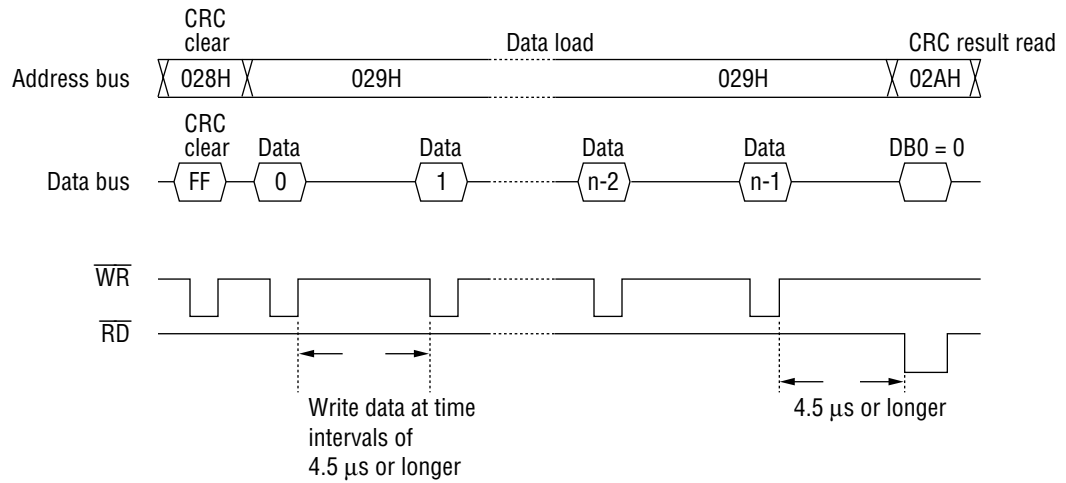 CRC
clear
Data load
CRC result read
Address bus
028H
029H
029H
02AH
CRC
clear
Data
Data
Data
Data
DB0 = 0
Data bus
FF
0
1
n-2
n-1
WR
RD
Write data at time
intervals of
4.5 μs or longer
4.5 μs or longer